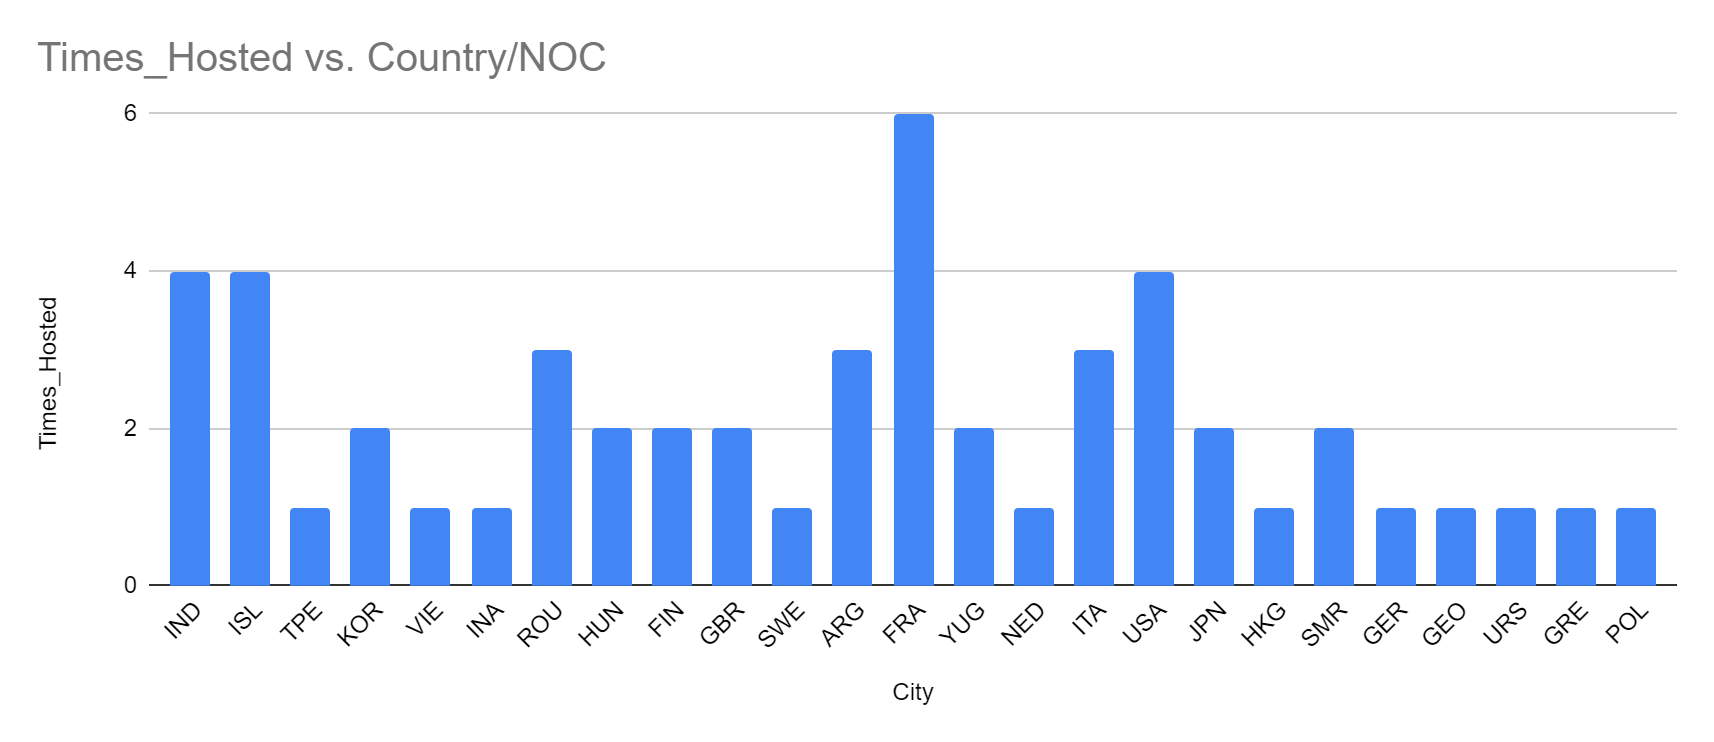 Times_Hosted vs. Country/NOC
Times_Hosted
6
4
2
0
IND ISL TPE KOR VIE INA ROU HUN FIN GBR SWE ARG FRA YUG NED ITA USA JPN HKG SMR GER GEO URS GRE POL
City